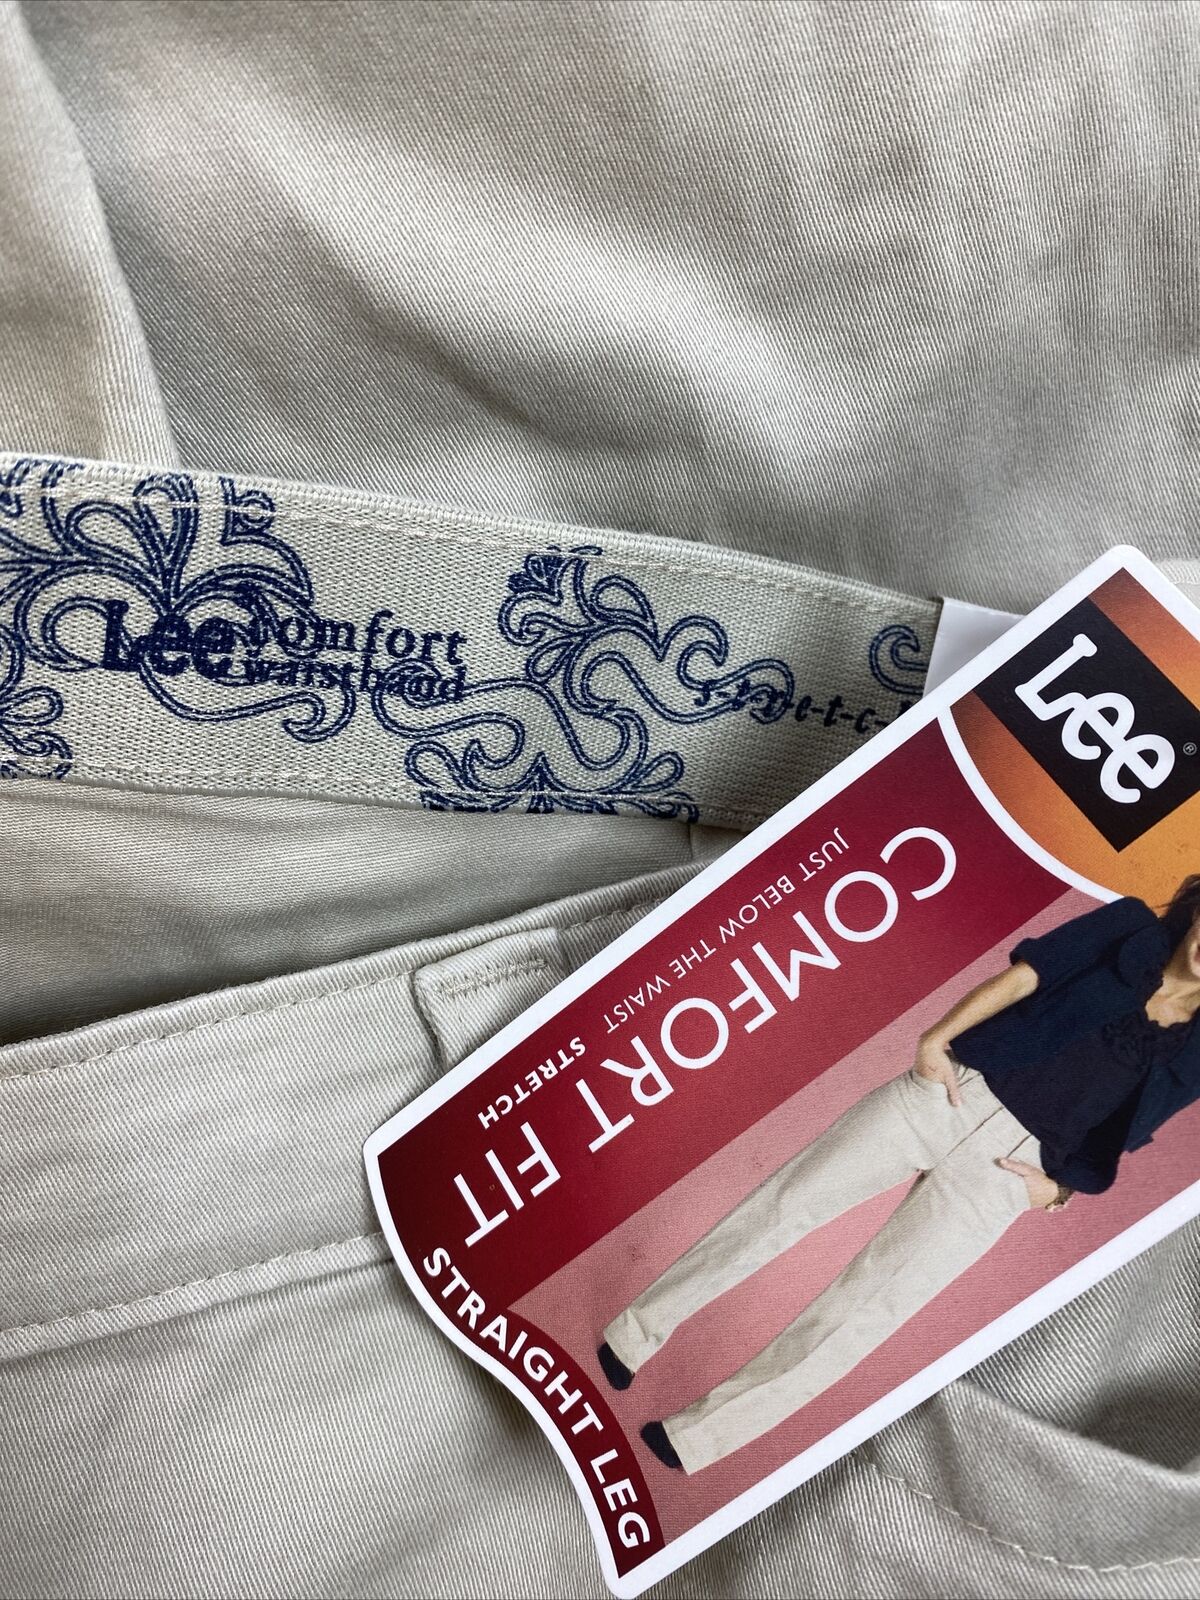 Lee comfort
waistband
s-t-r-e-t-c-
Lee®
COMFORT FIT
JUST BELOW THE WAIST STRETCH
STRAIGHT LEG